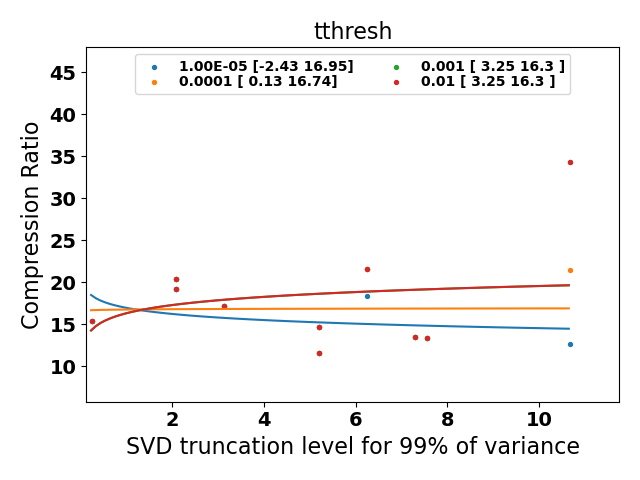 tthresh
1.00E-05 [-2.43 16.95]
0.0001 [ 0.13 16.74]
0.001 [ 3.25 16.3 ]
0.01 [ 3.25 16.3 ]
Compression Ratio
45
40
35
30
25
20
15
10
2 4 6 8 10
SVD truncation level for 99% of variance